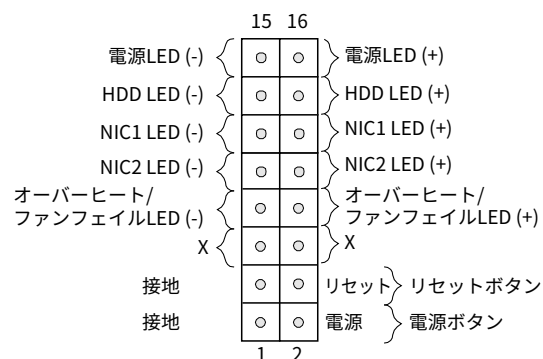 15 16
電源LED (-) 電源LED (+)
HDD LED (-) HDD LED (+)
NIC1 LED (-) NIC1 LED (+)
NIC2 LED (-) NIC2 LED (+)
オーバーヒート/
ファンフェイルLED (-)
オーバーヒート/
ファンフェイルLED (+)
X X
接地 リセット リセットボタン
接地 電源 電源ボタン
1 2